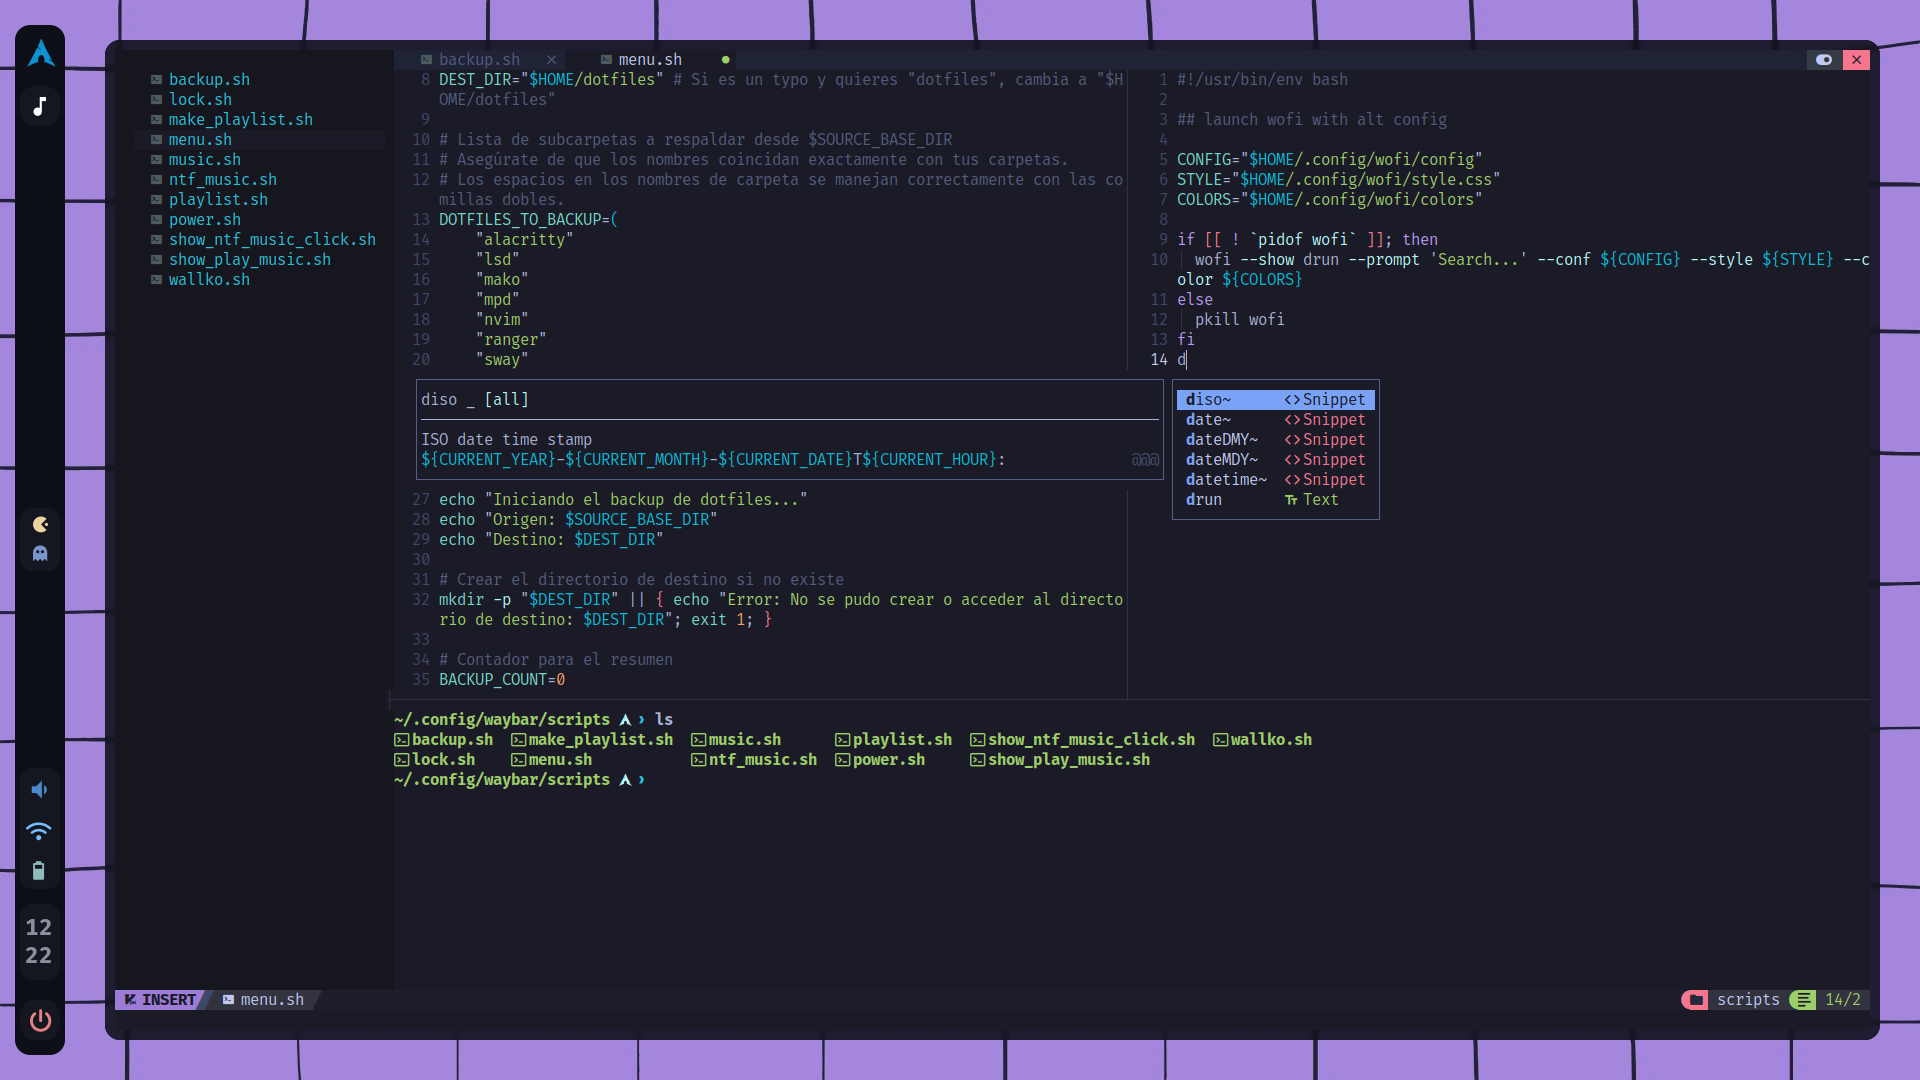 backup.sh
lock.sh
make_playlist.sh
menu.sh
music.sh
ntf_music.sh
playlist.sh
power.sh
show_ntf_music_click.sh
show_play_music.sh
wallko.sh
backup.sh
menu.sh
8 DEST_DIR="$HOME/dotfiles" # Si es un typo y quieres "dotfiles", cambia a "$H
OME/dotfiles"
9
10 # Lista de subcarpetas a respaldar desde $SOURCE_BASE_DIR
11 # Asegúrate de que los nombres coincidan exactamente con tus carpetas.
12 # Los espacios en los nombres de carpeta se manejan correctamente con las co
millas dobles.
13 DOTFILES_TO_BACKUP=(
14 "alacritty"
15 "lsd"
16 "mako"
17 "mpd"
18 "nvim"
19 "ranger"
20 "sway"
1 #!/usr/bin/env bash
2
3 ## launch wofi with alt config
4
5 CONFIG="$HOME/.config/wofi/config"
6 STYLE="$HOME/.config/wofi/style.css"
7 COLORS="$HOME/.config/wofi/colors"
8
9 if [[ ! `pidof wofi` ]]; then
10 wofi --show drun --prompt 'Search...' --conf ${CONFIG} --style ${STYLE} --c
olor ${COLORS}
11 else
12 pkill wofi
13 fi
14 d
diso _ [all]
ISO date time stamp
${CURRENT_YEAR}-${CURRENT_MONTH}-${CURRENT_DATE}T${CURRENT_HOUR}: @@@
diso~ <>Snippet
date~ <>Snippet
dateDMY~ <>Snippet
dateMDY~ <>Snippet
datetime~ <>Snippet
drun Text
27 echo "Iniciando el backup de dotfiles..."
28 echo "Origen: $SOURCE_BASE_DIR"
29 echo "Destino: $DEST_DIR"
30
31 # Crear el directorio de destino si no existe
32 mkdir -p "$DEST_DIR" || { echo "Error: No se pudo crear o acceder al directo
rio de destino: $DEST_DIR"; exit 1; }
33
34 # Contador para el resumen
35 BACKUP_COUNT=0
~/.config/waybar/scripts › ls
backup.sh make_playlist.sh music.sh playlist.sh show_ntf_music_click.sh wallko.sh
lock.sh menu.sh ntf_music.sh power.sh show_play_music.sh
~/.config/waybar/scripts ›
12
22
INSERT menu.sh scripts 14/2